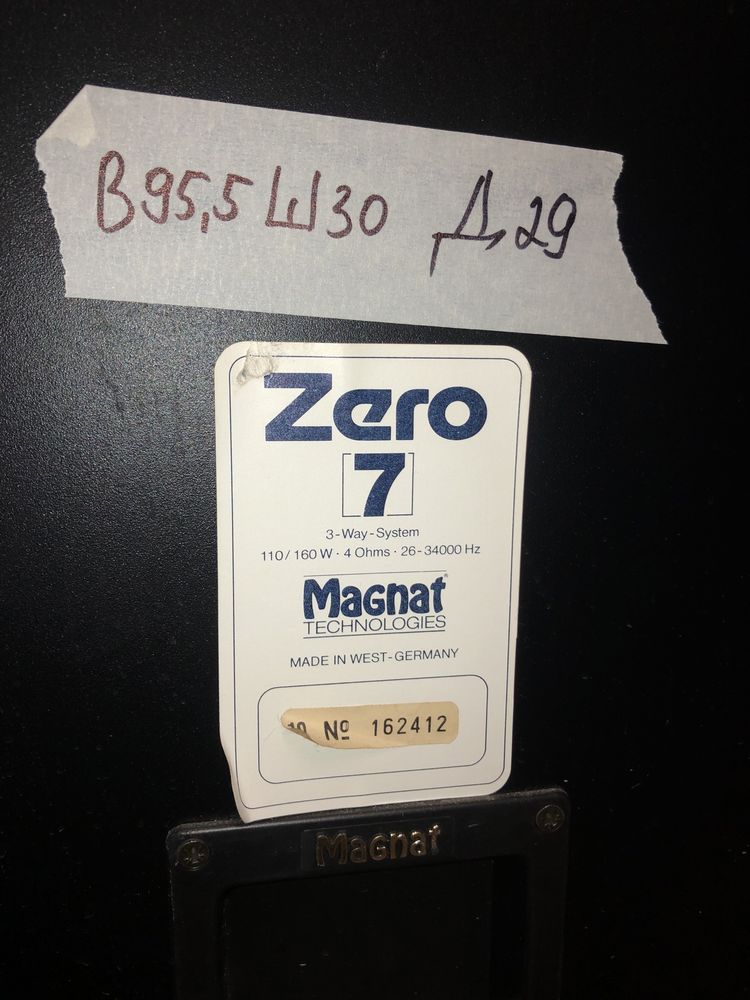 В95,5 Ш30 Д29
Zero
[7]
3-Way-System
110/160 W · 4 Ohms · 26-34000 Hz
Magnat®
TECHNOLOGIES
MADE IN WEST-GERMANY
Nº 162412
Magnat